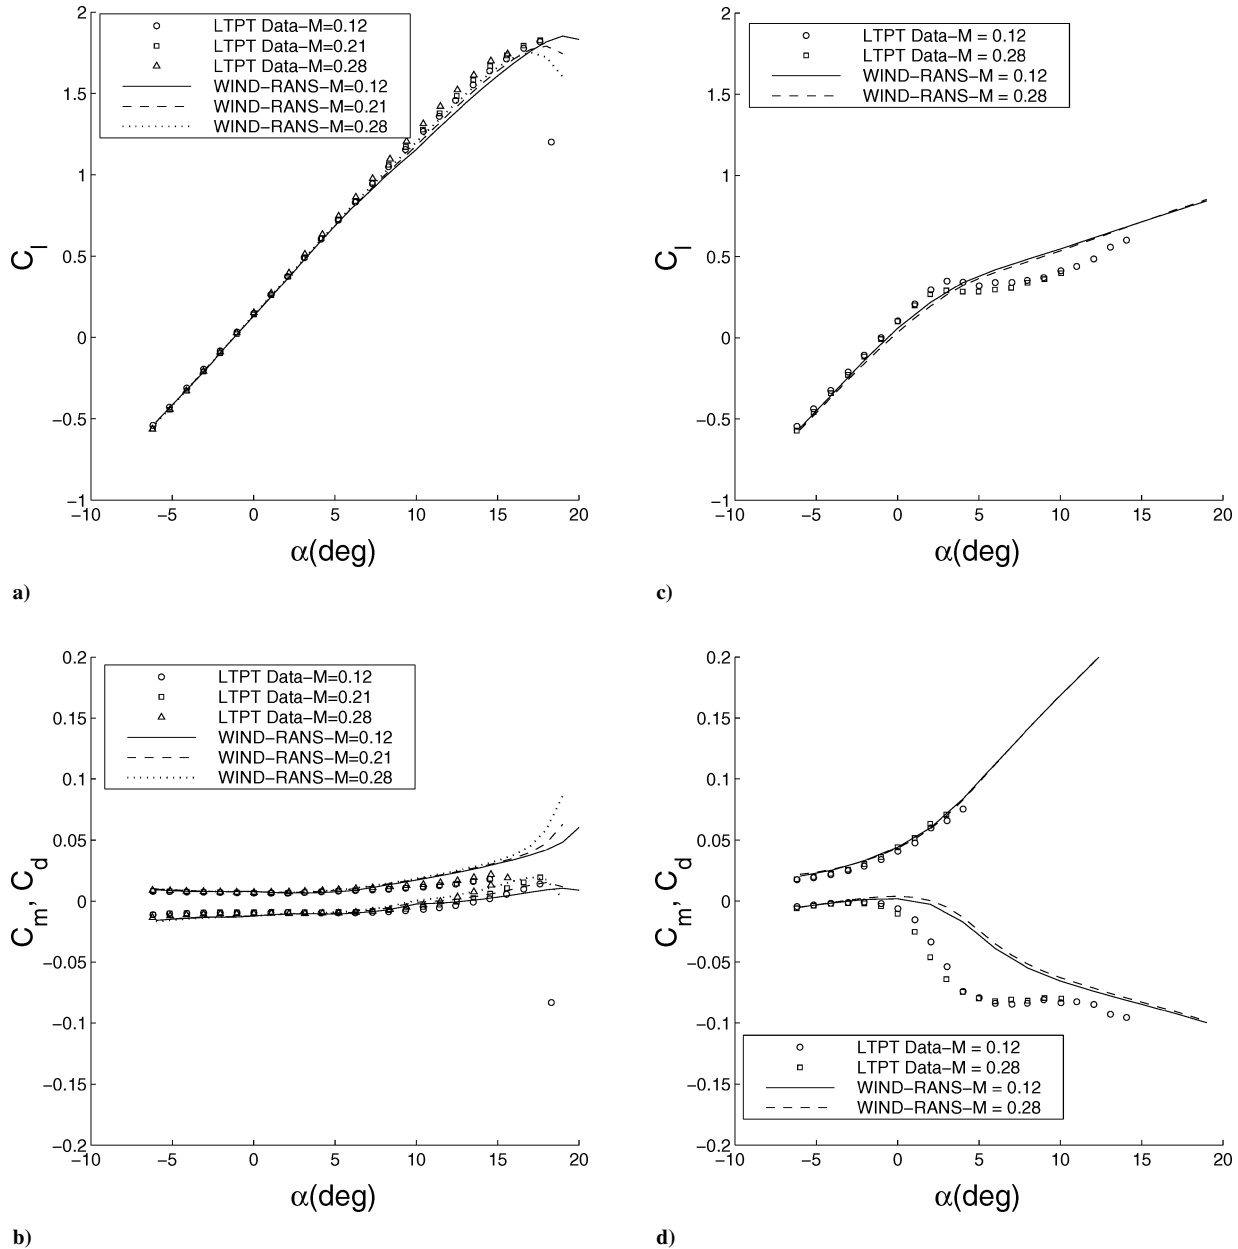 LTPT Data−M=0.12
LTPT Data−M=0.21
LTPT Data−M=0.28
WIND−RANS−M=0.12
WIND−RANS−M=0.21
WIND−RANS−M=0.28
2
1.5
1
0.5
0
−0.5
−1
C_l
−10 −5 0 5 10 15 20
α(deg)
a)
LTPT Data−M = 0.12
LTPT Data−M = 0.28
WIND−RANS−M = 0.12
WIND−RANS−M = 0.28
2
1.5
1
0.5
0
−0.5
−1
C_l
−10 −5 0 5 10 15 20
α(deg)
c)
LTPT Data−M=0.12
LTPT Data−M=0.21
LTPT Data−M=0.28
WIND−RANS−M=0.12
WIND−RANS−M=0.21
WIND−RANS−M=0.28
0.2
0.15
0.1
0.05
0
−0.05
−0.1
−0.15
−0.2
C_m, C_d
−10 −5 0 5 10 15 20
α(deg)
b)
0.2
0.15
0.1
0.05
0
−0.05
−0.1
−0.15
−0.2
C_m, C_d
LTPT Data−M = 0.12
LTPT Data−M = 0.28
WIND−RANS−M = 0.12
WIND−RANS−M = 0.28
−10 −5 0 5 10 15 20
α(deg)
d)